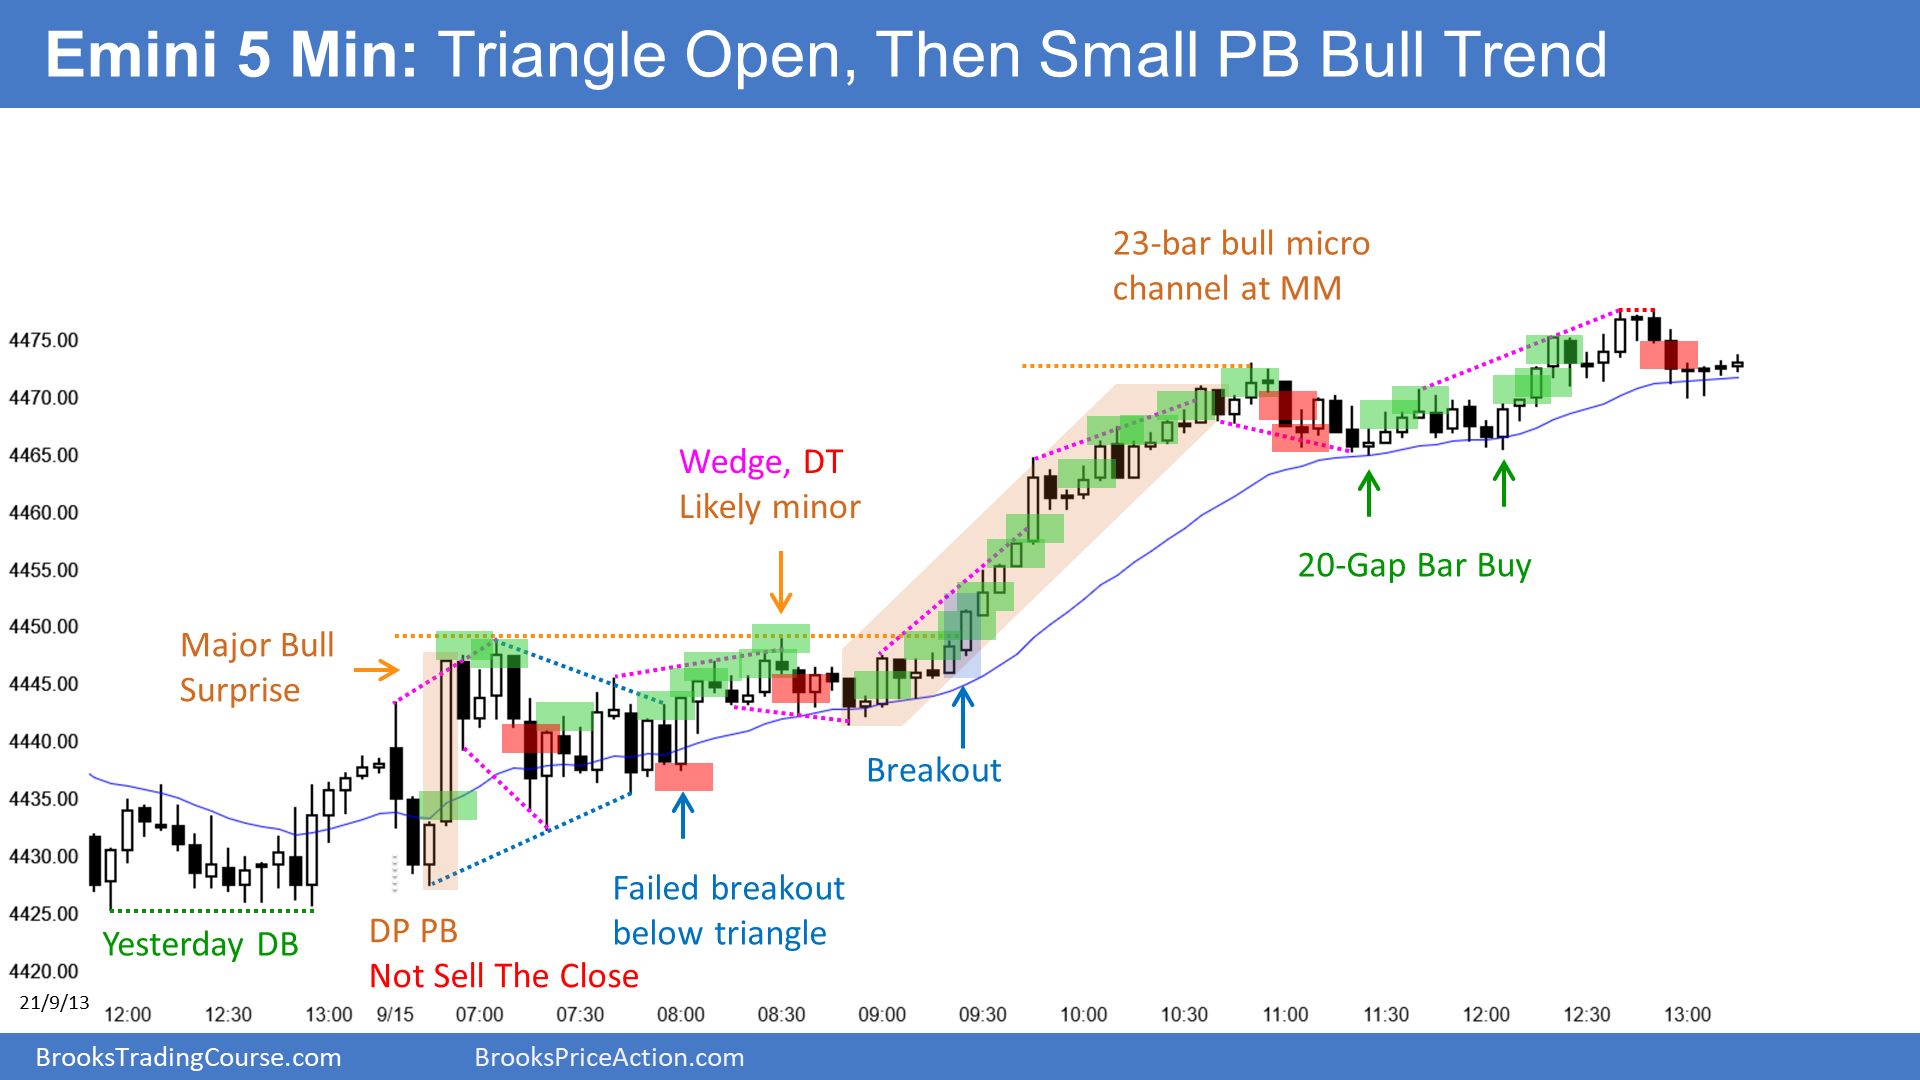 Emini 5 Min: Triangle Open, Then Small PB Bull Trend
23-bar bull micro
channel at MM
Wedge, DT
Likely minor
Major Bull
Surprise
20-Gap Bar Buy
Breakout
Failed breakout
below triangle
Yesterday DB
DP PB
Not Sell The Close
4475.00
4470.00
4465.00
4460.00
4455.00
4450.00
4445.00
4440.00
4435.00
4430.00
4425.00
4420.00
21/9/13
12:00 12:30 13:00 9/15 07:00 07:30 08:00 08:30 09:00 09:30 10:00 10:30 11:00 11:30 12:00 12:30 13:00
BrooksTradingCourse.com BrooksPriceAction.com